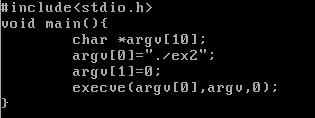 #include<stdio.h>
void main(){
        char *argv[10];
        argv[0]="./ex2";
        argv[1]=0;
        execve(argv[0],argv,0);
}